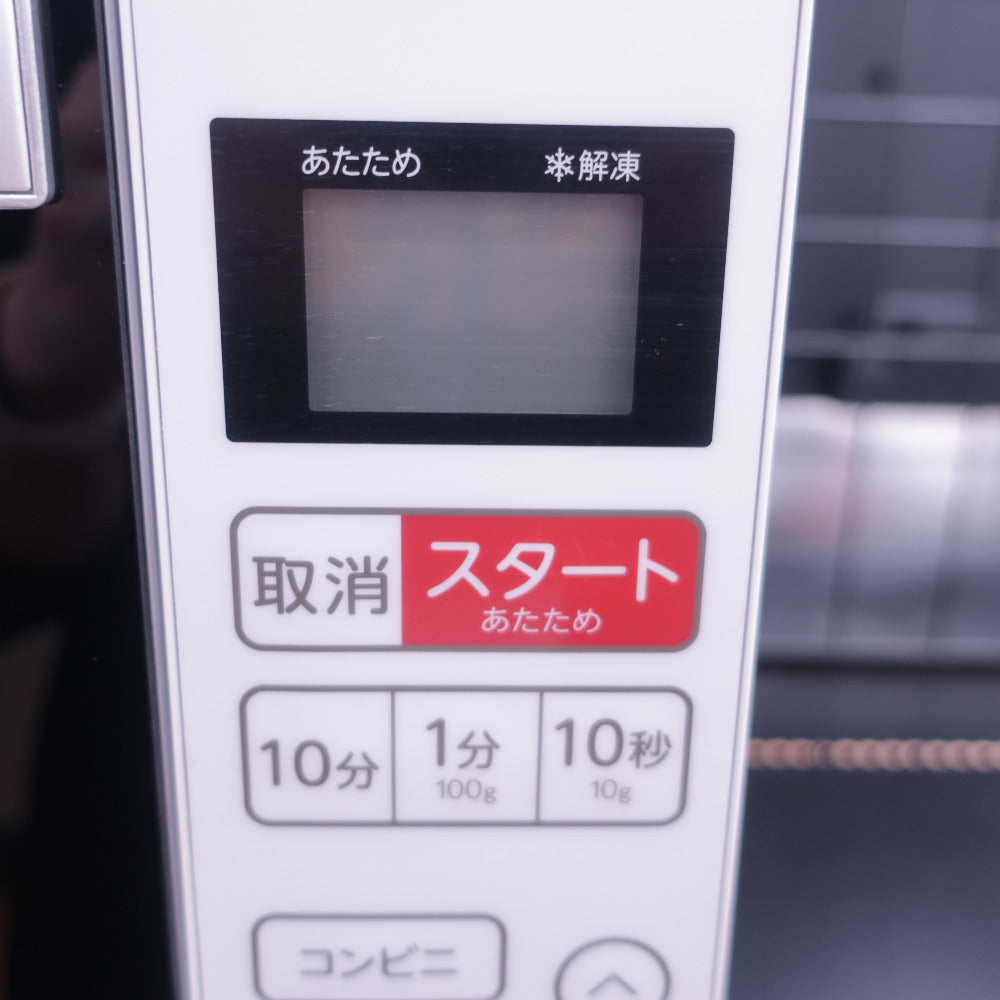 あたため ❄解凍
取消 スタート
あたため
10分 1分 10秒
100g 10g
コンビニ